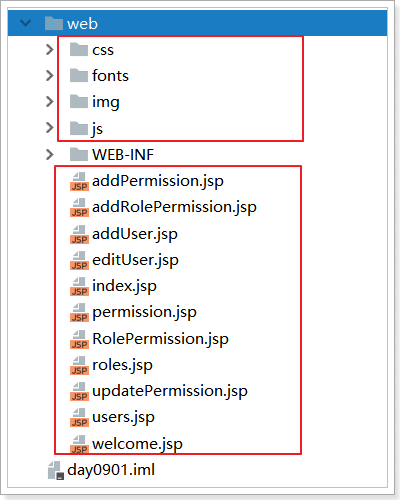 web
css
fonts
img
js
WEB-INF
JSP addPermission.jsp
JSP addRolePermission.jsp
JSP addUser.jsp
JSP editUser.jsp
JSP index.jsp
JSP permission.jsp
JSP RolePermission.jsp
JSP roles.jsp
JSP updatePermission.jsp
JSP users.jsp
JSP welcome.jsp
day0901.iml